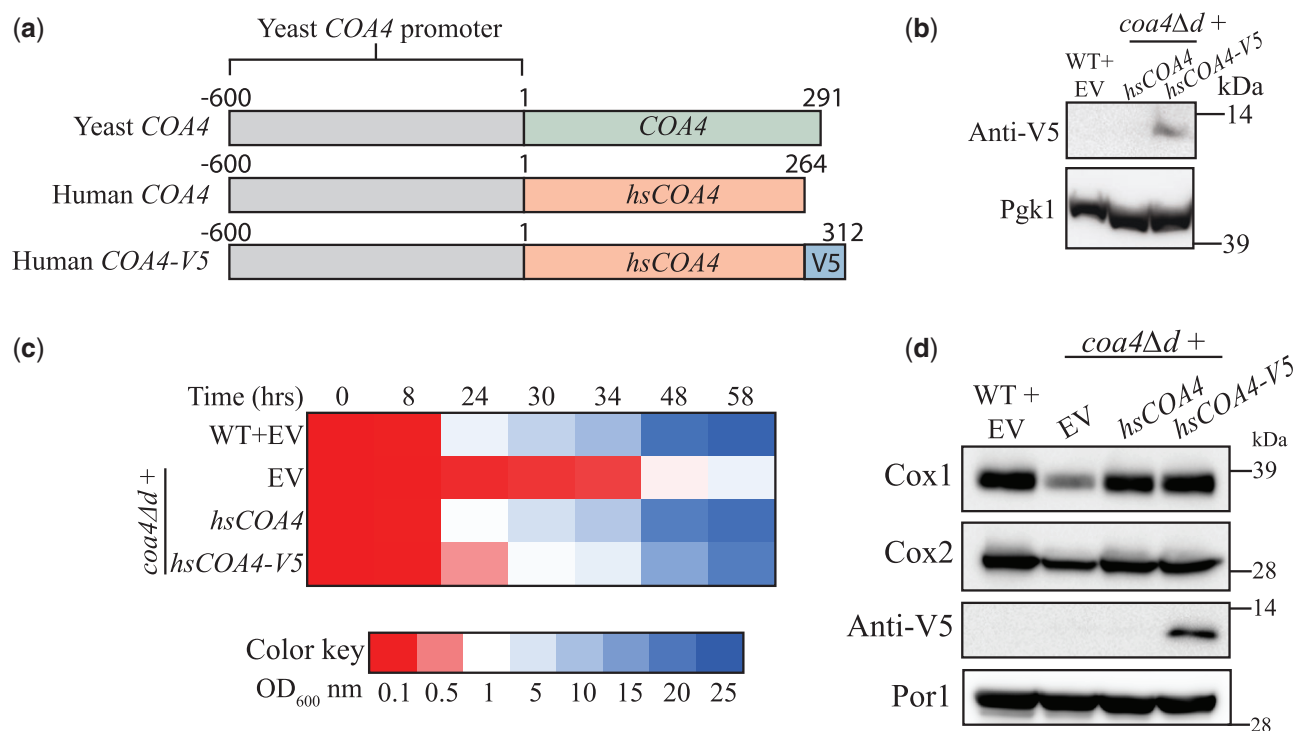 (a)
Yeast COA4 promoter
-600 1 291
Yeast COA4 COA4
-600 1 264
Human COA4 hsCOA4
-600 1 312
Human COA4-V5 hsCOA4 V5
(b)
coa4Δd +
WT+ EV hsCOA4 hsCOA4-V5 kDa
Anti-V5 14
Pgk1
39
(c)
Time (hrs) 0 8 24 30 34 48 58
WT+EV
coa4Δd +
EV
hsCOA4
hsCOA4-V5
Color key
OD600 nm 0.1 0.5 1 5 10 15 20 25
(d)
coa4Δd +
WT + EV EV hsCOA4 hsCOA4-V5
kDa
Cox1 39
Cox2
28
Anti-V5 14
Por1
28